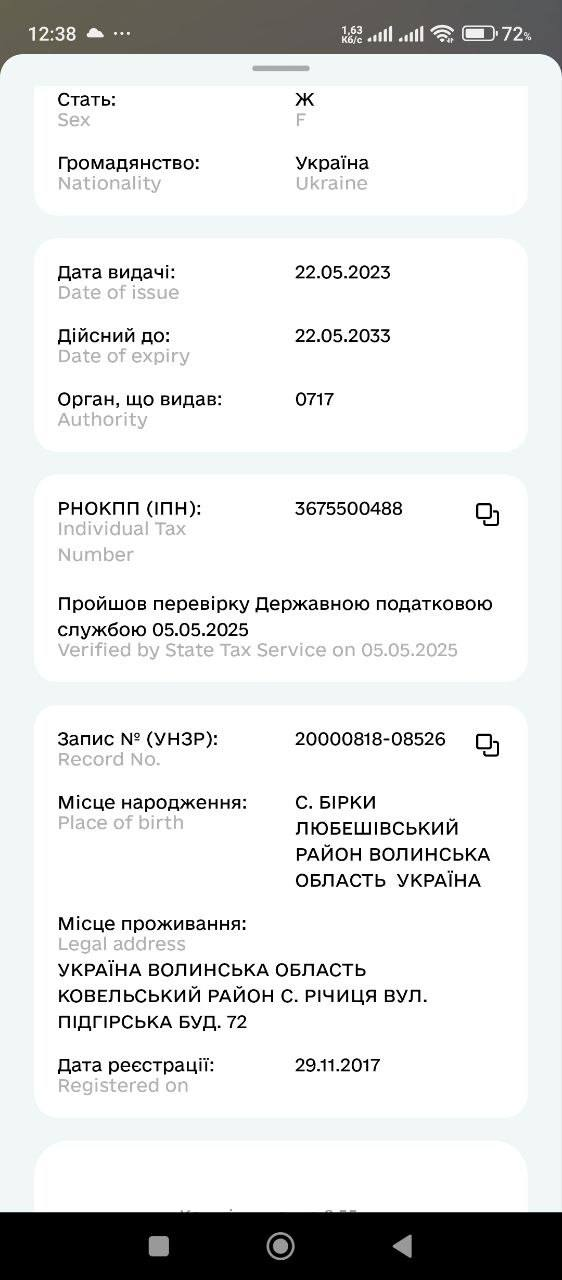 12:38 ... 1,63 Кб/с 72%
Стать: Ж
Sex F
Громадянство: Україна
Nationality Ukraine
Дата видачі: 22.05.2023
Date of issue
Дійсний до: 22.05.2033
Date of expiry
Орган, що видав: 0717
Authority
РНОКПП (ІПН): 3675500488
Individual Tax
Number
Пройшов перевірку Державною податковою
службою 05.05.2025
Verified by State Tax Service on 05.05.2025
Запис № (УНЗР): 20000818-08526
Record No.
Місце народження: С. БІРКИ
Place of birth ЛЮБЕШІВСЬКИЙ
РАЙОН ВОЛИНСЬКА
ОБЛАСТЬ УКРАЇНА
Місце проживання:
Legal address
УКРАЇНА ВОЛИНСЬКА ОБЛАСТЬ
КОВЕЛЬСЬКИЙ РАЙОН С. РІЧИЦЯ ВУЛ.
ПІДГІРСЬКА БУД. 72
Дата реєстрації: 29.11.2017
Registered on